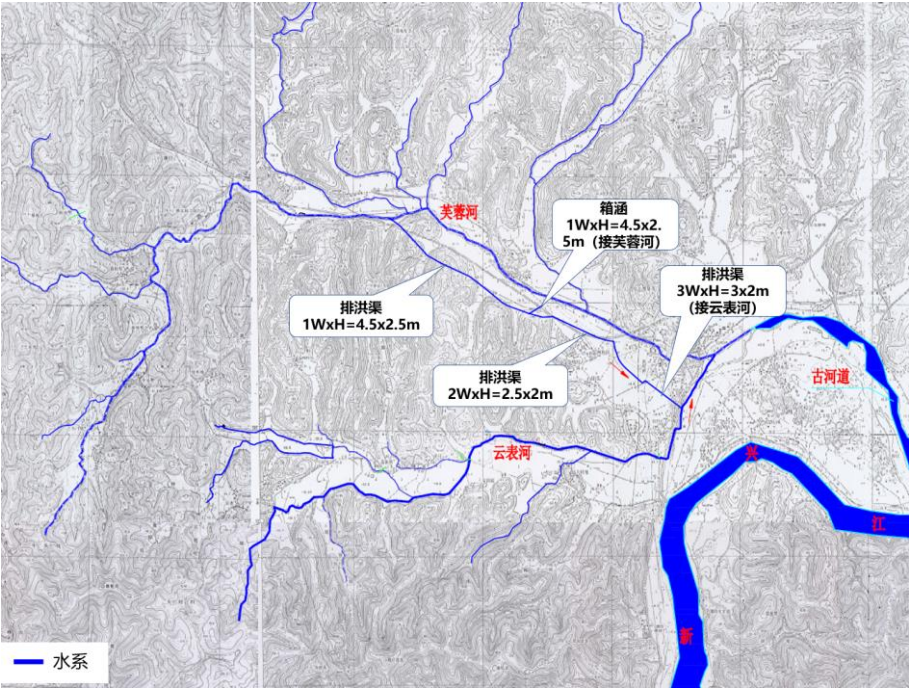 芙蓉河
箱涵
1WxH=4.5x2.
5m（接芙蓉河）
排洪渠
3WxH=3x2m
（接云表河）
排洪渠
1WxH=4.5x2.5m
排洪渠
2WxH=2.5x2m
古河道
云表河
兴
江
新
水系